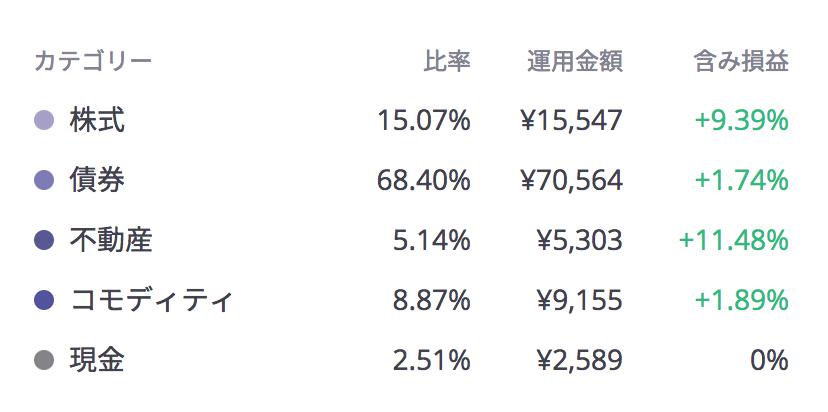 カテゴリー 比率 運用金額 含み損益
株式 15.07% ¥15,547 +9.39%
債券 68.40% ¥70,564 +1.74%
不動産 5.14% ¥5,303 +11.48%
コモディティ 8.87% ¥9,155 +1.89%
現金 2.51% ¥2,589 0%